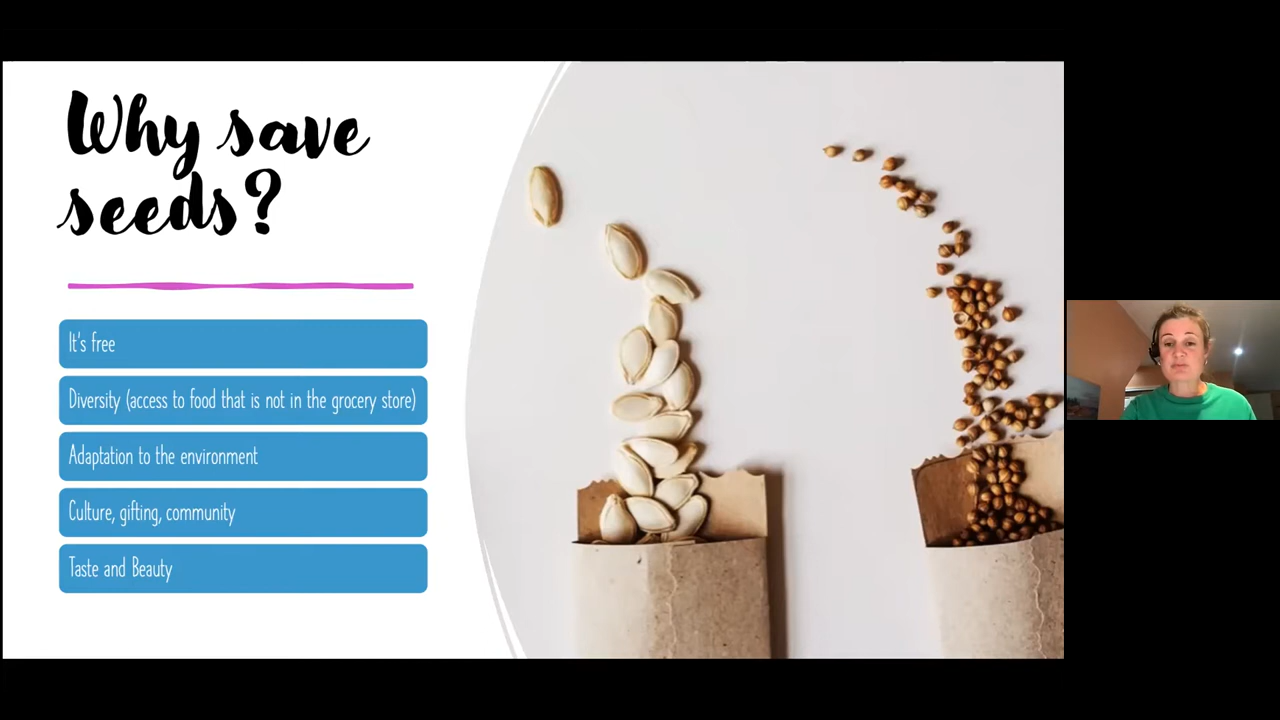 Why save
seeds?
It's free
Diversity (access to food that is not in the grocery store)
Adaptation to the environment
Culture, gifting, community
Taste and Beauty